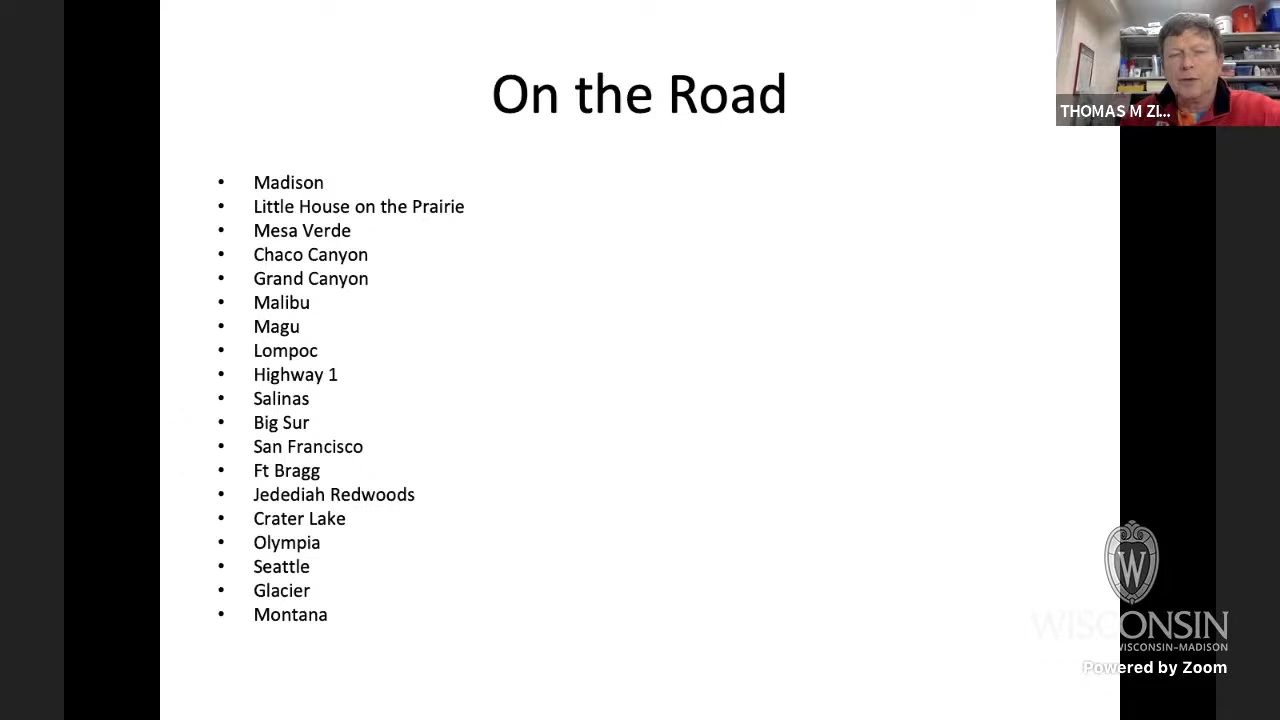 On the Road
THOMAS M ZI...
• Madison
• Little House on the Prairie
• Mesa Verde
• Chaco Canyon
• Grand Canyon
• Malibu
• Magu
• Lompoc
• Highway 1
• Salinas
• Big Sur
• San Francisco
• Ft Bragg
• Jedediah Redwoods
• Crater Lake
• Olympia
• Seattle
• Glacier
• Montana
W
WISCONSIN
WISCONSIN–MADISON
Powered by Zoom